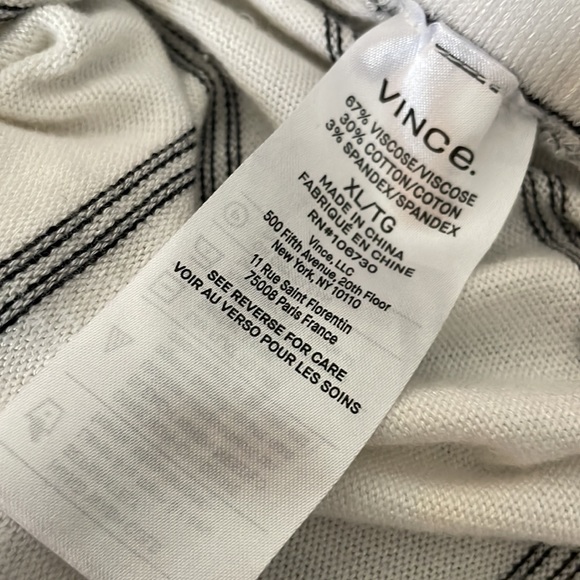 VINCE.
67% VISCOSE/VISCOSE
30% COTTON/COTON
3% SPANDEX/SPANDEX
XL/TG
MADE IN CHINA
FABRIQUÉ EN CHINE
RN#106730
Vince, LLC
500 Fifth Avenue, 20th Floor
New York, NY 10110
11 Rue Saint Florentin
75008 Paris France
SEE REVERSE FOR CARE
VOIR AU VERSO POUR LES SOINS